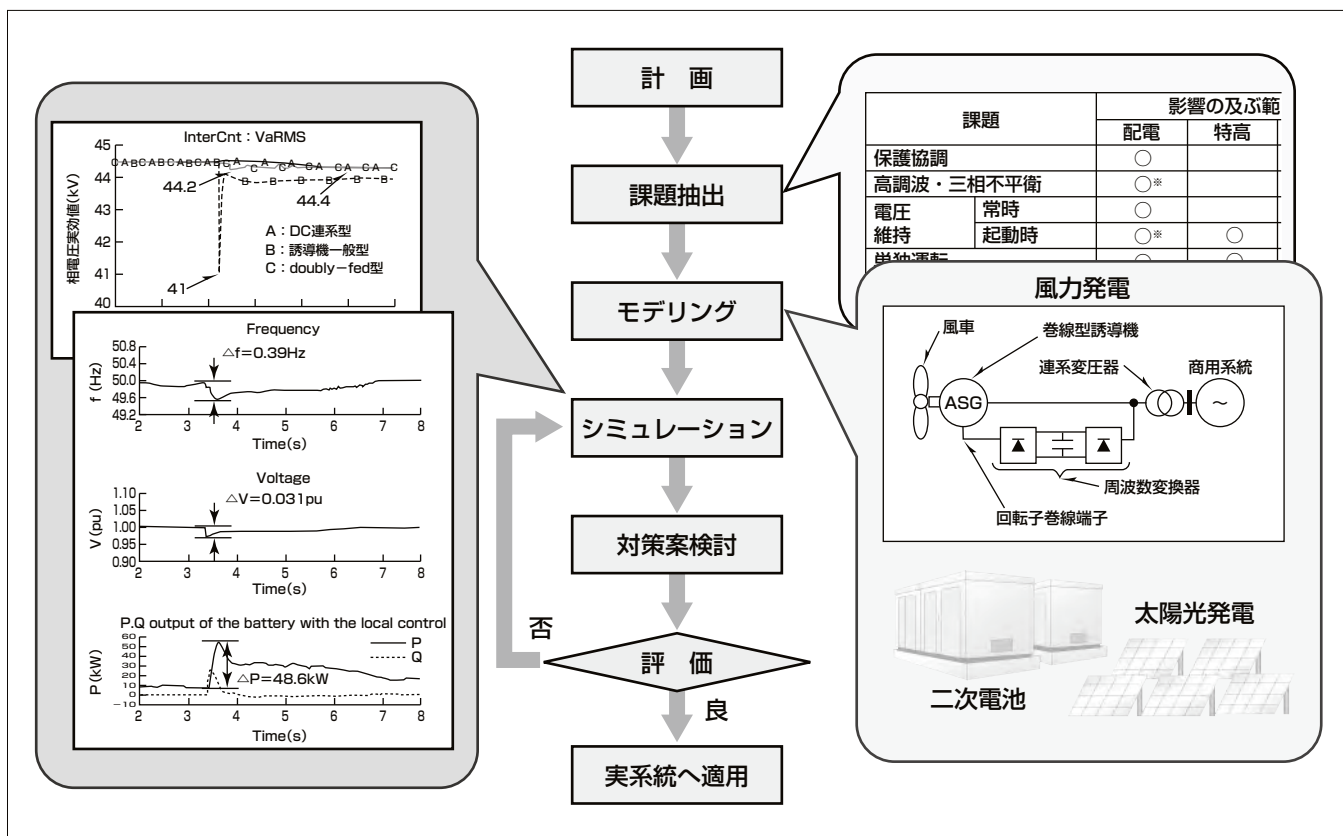 計　画
課題抽出
モデリング
シミュレーション
対策案検討
評　価
否
良
実系統へ適用
InterCnt：VaRMS
相電圧実効値(kV)
45
44
43
42
41
40
C A B C A B C A B C A B C A C A C A C A C A C
B B B B B B
44.2
44.4
41
A：DC連系型
B：誘導機一般型
C：doubly−fed型
Frequency
△f=0.39Hz
f (Hz)
50.8
50.4
50.0
49.6
49.2
2 3 4 5 6 7 8
Time(s)
Voltage
△V=0.031pu
V (pu)
1.10
1.05
1.00
0.95
0.90
2 3 4 5 6 7 8
Time(s)
P.Q output of the battery with the local control
P (kW)
60
50
40
30
20
10
0
−10
P
Q
△P=48.6kW
2 3 4 5 6 7 8
Time(s)
課題 影響の及ぶ範
配電 特高
保護協調 ○
高調波・三相不平衡 ○※
電圧 常時 ○
維持 起動時 ○※ ○
単独運転 ○ ○
風力発電
風車
巻線型誘導機
連系変圧器
商用系統
ASG
～
周波数変換器
回転子巻線端子
二次電池
太陽光発電